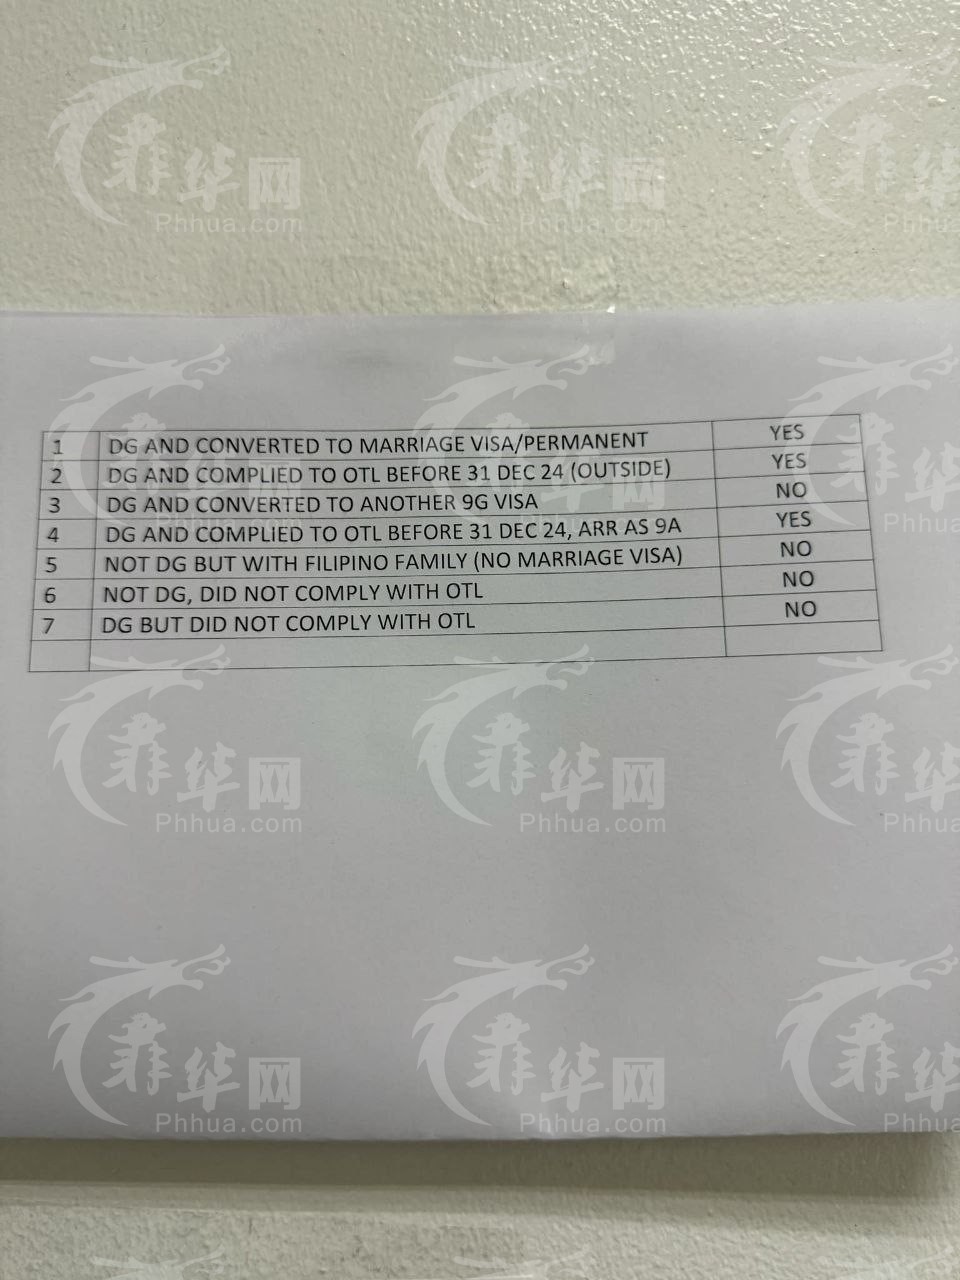 1 DG AND CONVERTED TO MARRIAGE VISA/PERMANENT YES
2 DG AND COMPLIED TO OTL BEFORE 31 DEC 24 (OUTSIDE) YES
3 DG AND CONVERTED TO ANOTHER 9G VISA NO
4 DG AND COMPLIED TO OTL BEFORE 31 DEC 24, ARR AS 9A YES
5 NOT DG BUT WITH FILIPINO FAMILY (NO MARRIAGE VISA) NO
6 NOT DG, DID NOT COMPLY WITH OTL NO
7 DG BUT DID NOT COMPLY WITH OTL NO
菲华网
Phhua.com